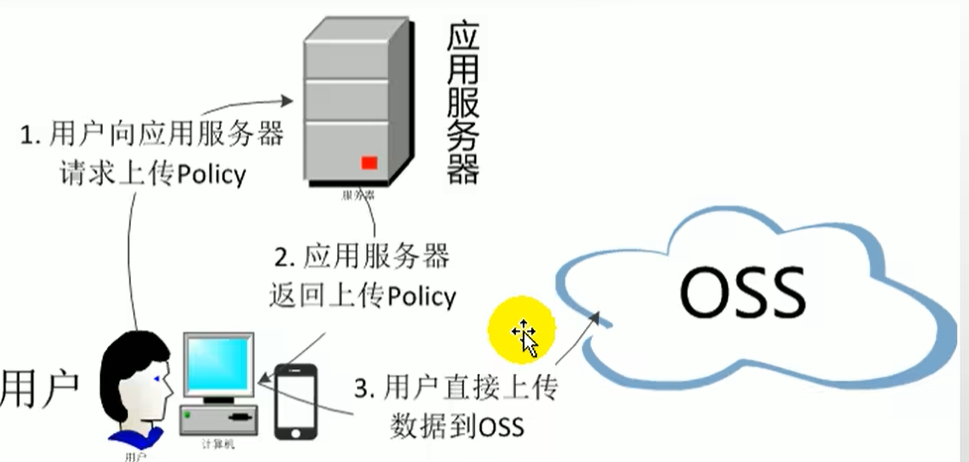 应用服务器
1. 用户向应用服务器
请求上传Policy
服务器
2. 应用服务器
返回上传Policy
OSS
用户
3. 用户直接上传
数据到OSS
计算机
用户